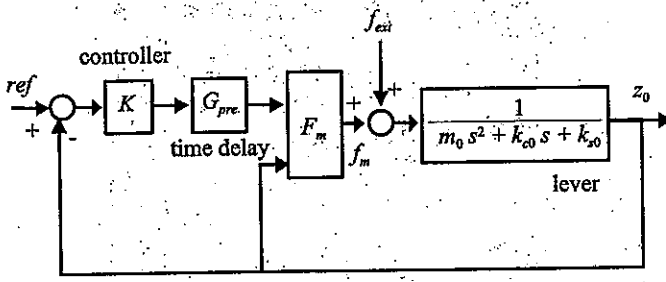 f_ext
controller
ref
+
-
K
G_pre
time delay
F_m
+
+
f_m
1
m_0 s^2 + k_c0 s + k_s0
lever
z_0